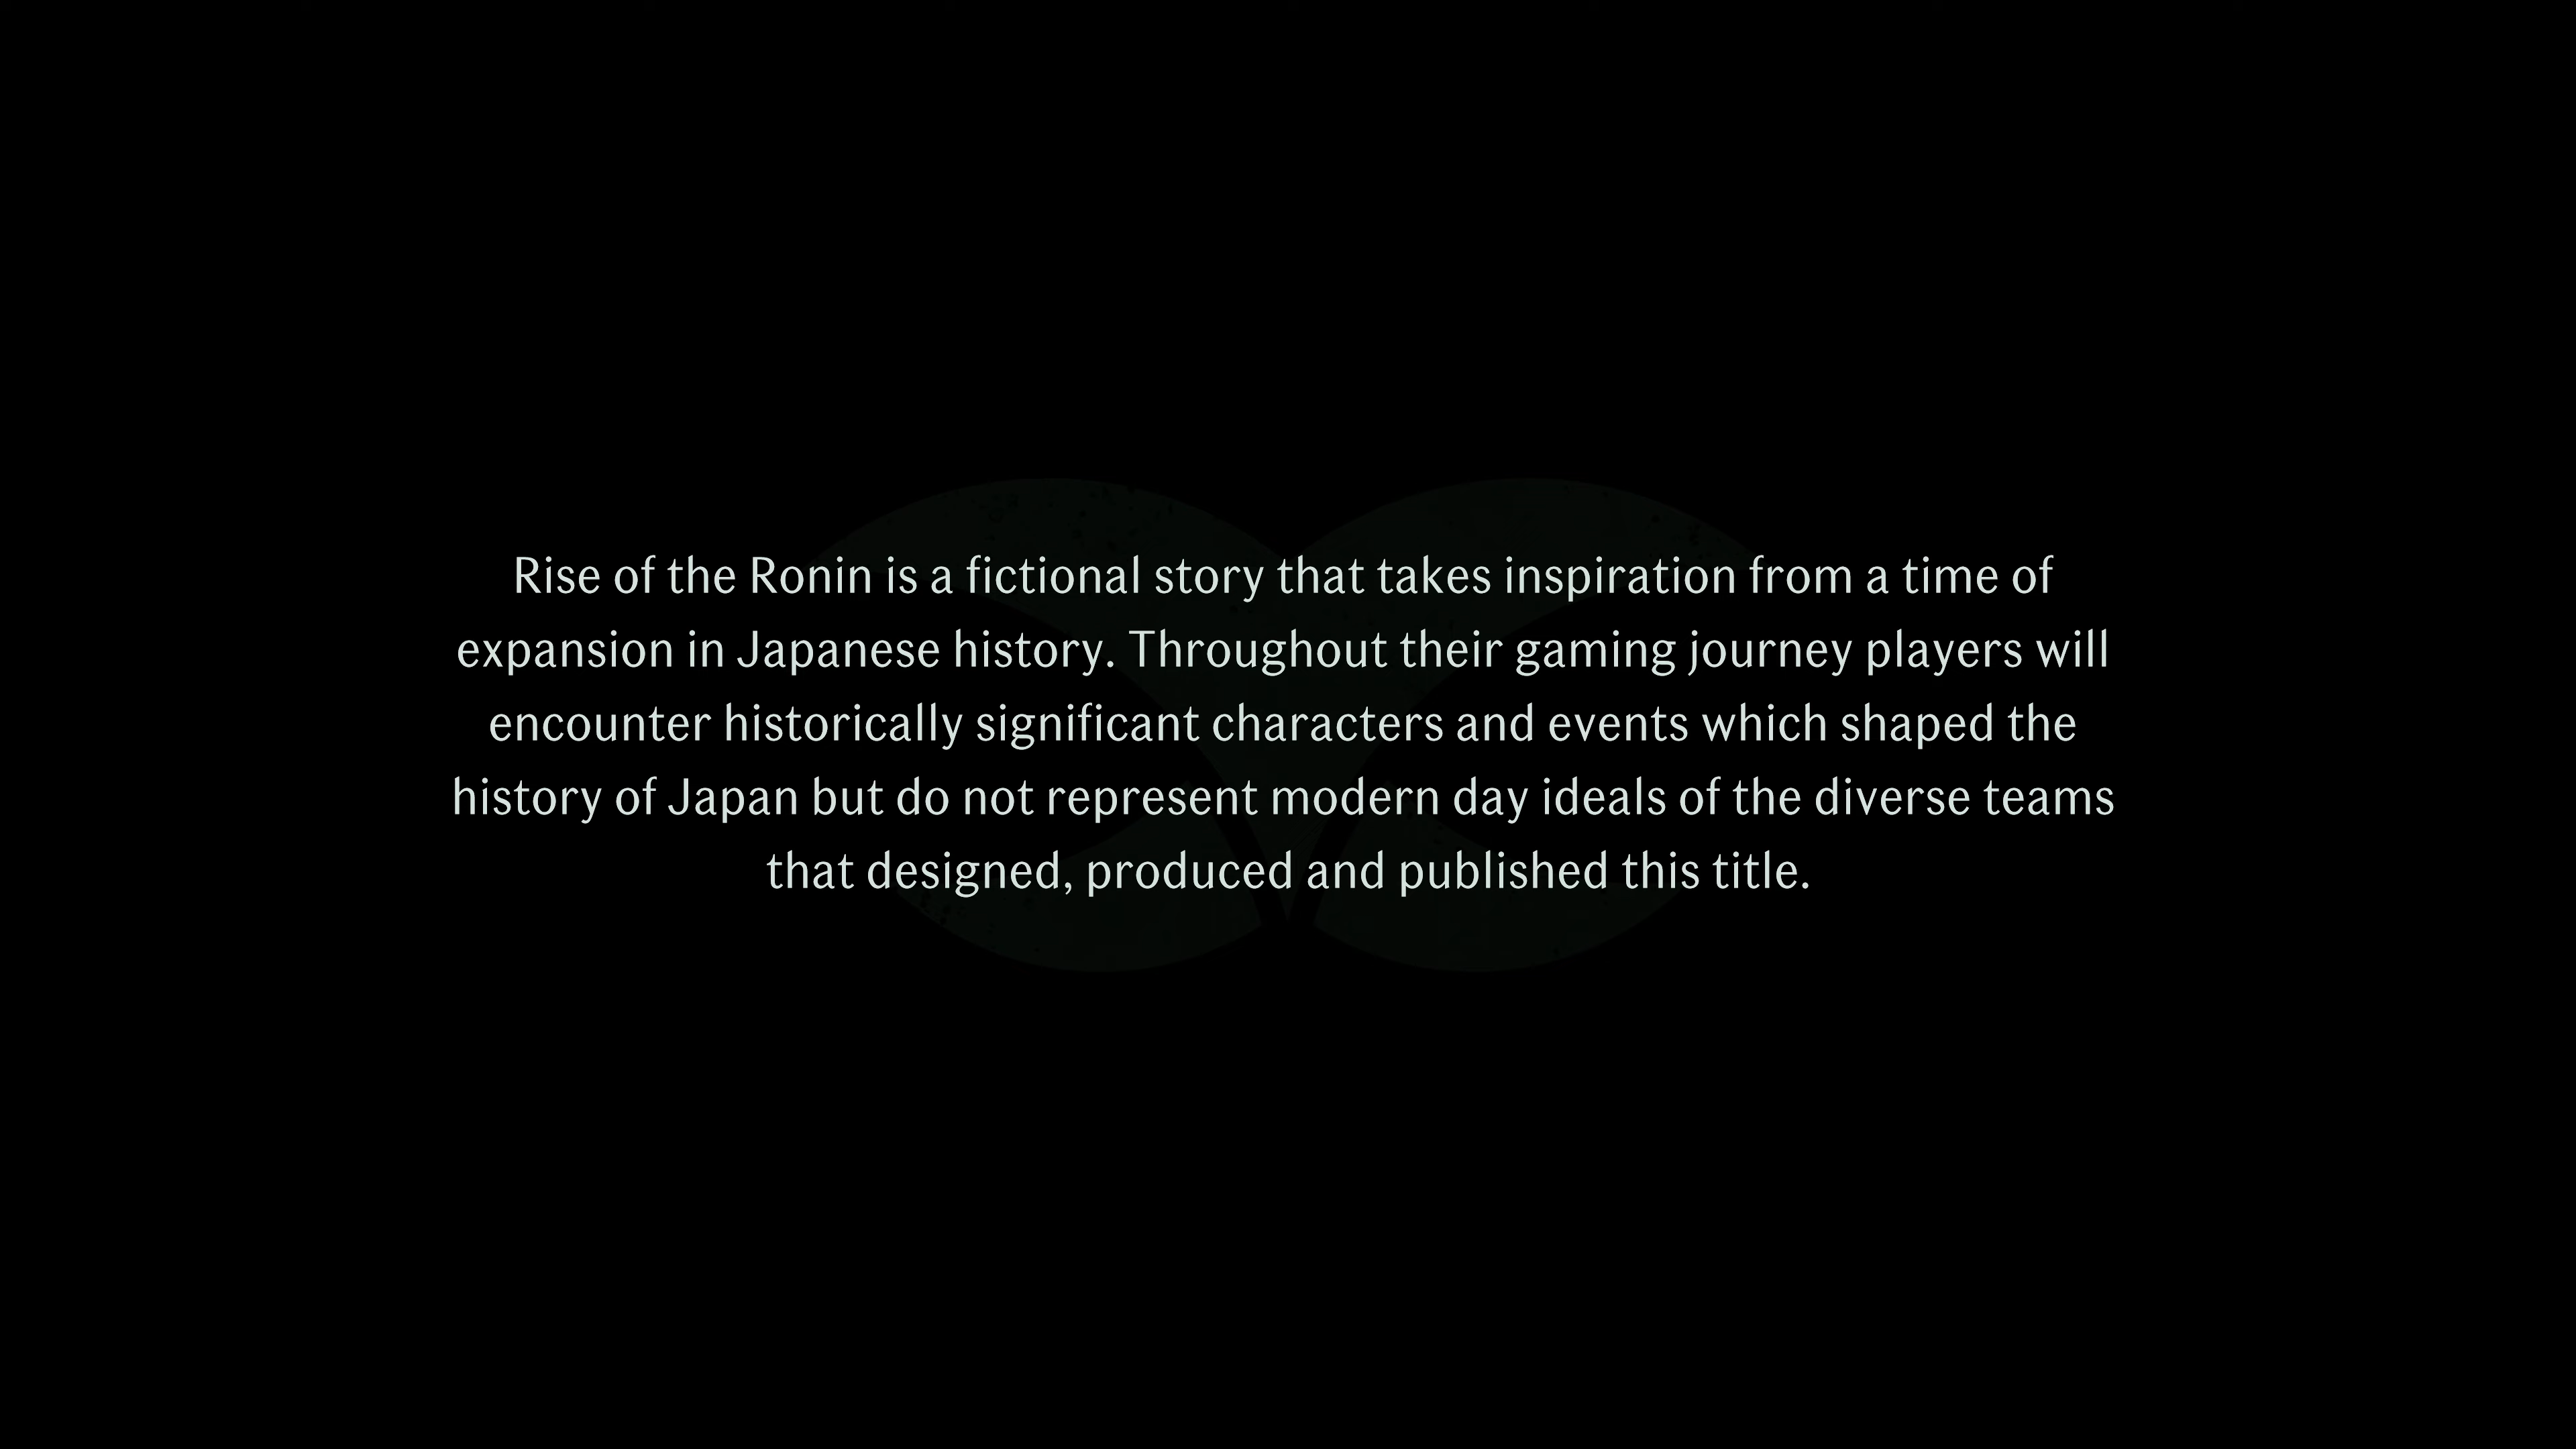 Rise of the Ronin is a fictional story that takes inspiration from a time of
expansion in Japanese history. Throughout their gaming journey players will
encounter historically significant characters and events which shaped the
history of Japan but do not represent modern day ideals of the diverse teams
that designed, produced and published this title.